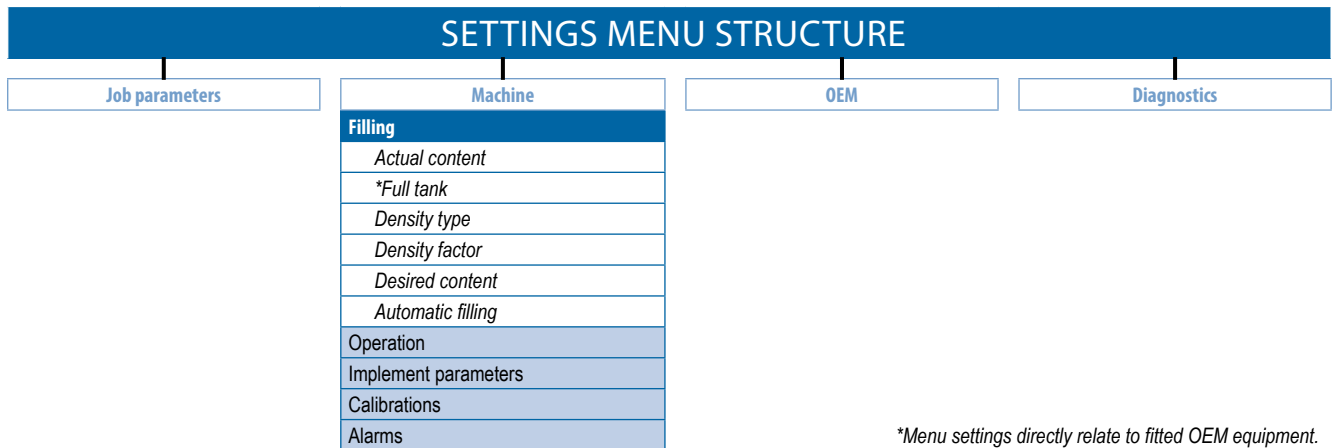 SETTINGS MENU STRUCTURE
Job parameters
Machine
OEM
Diagnostics
Filling
Actual content
*Full tank
Density type
Density factor
Desired content
Automatic filling
Operation
Implement parameters
Calibrations
Alarms
*Menu settings directly relate to fitted OEM equipment.